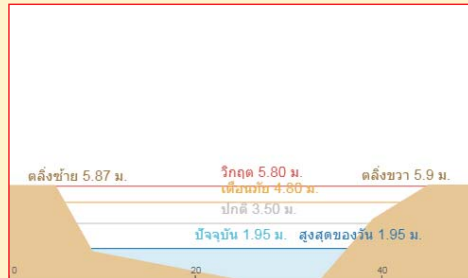 วิกฤต 5.80 ม.
ตลิ่งซ้าย 5.87 ม.
ตลิ่งขวา 5.9 ม.
เตือนภัย 4.80 ม.
ปกติ 3.50 ม.
ปัจจุบัน 1.95 ม. สูงสุดของวัน 1.95 ม.
0 20 40